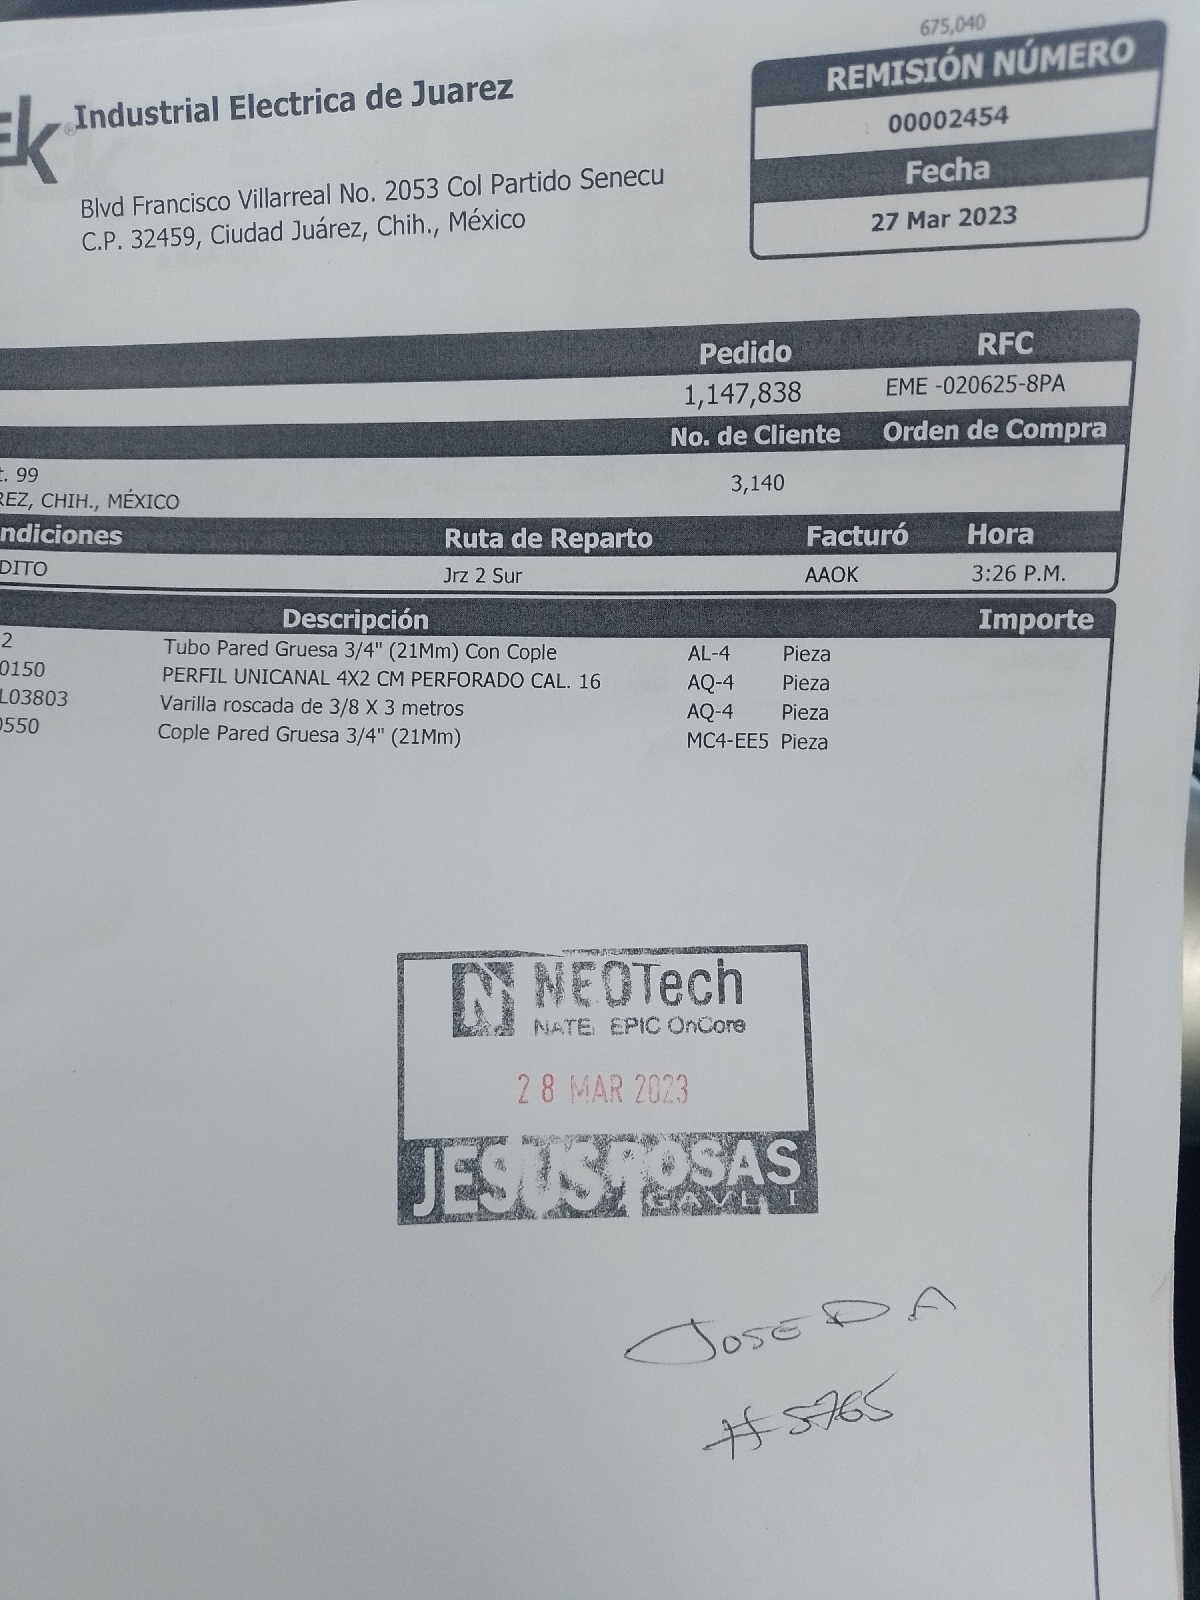 675,040
REMISIÓN NÚMERO
00002454
Fecha
27 Mar 2023
Ek®
Industrial Electrica de Juarez
Blvd Francisco Villarreal No. 2053 Col Partido Senecu
C.P. 32459, Ciudad Juárez, Chih., México
Pedido RFC
1,147,838 EME -020625-8PA
No. de Cliente Orden de Compra
t. 99
REZ, CHIH., MÉXICO 3,140
ndiciones Ruta de Reparto Facturó Hora
DITO Jrz 2 Sur AAOK 3:26 P.M.
Descripción Importe
2 Tubo Pared Gruesa 3/4" (21Mm) Con Cople AL-4 Pieza
0150 PERFIL UNICANAL 4X2 CM PERFORADO CAL. 16 AQ-4 Pieza
L03803 Varilla roscada de 3/8 X 3 metros AQ-4 Pieza
0550 Cople Pared Gruesa 3/4" (21Mm) MC4-EE5 Pieza
N NEOTech
NATEL EPIC OnCore
28 MAR 2023
JESUS ROSAS
JOSE D A
#5765